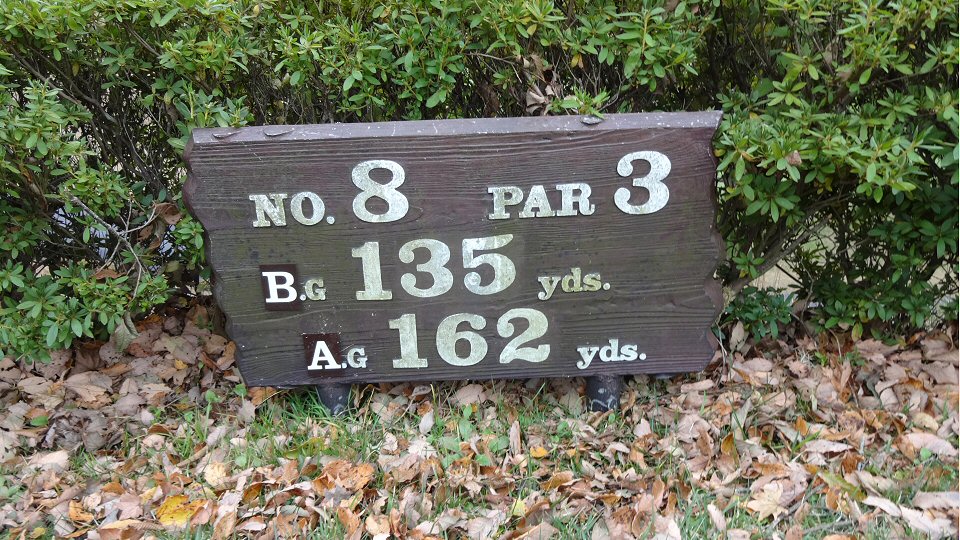 NO. 8 PAR 3
B.G 135 yds.
A.G 162 yds.